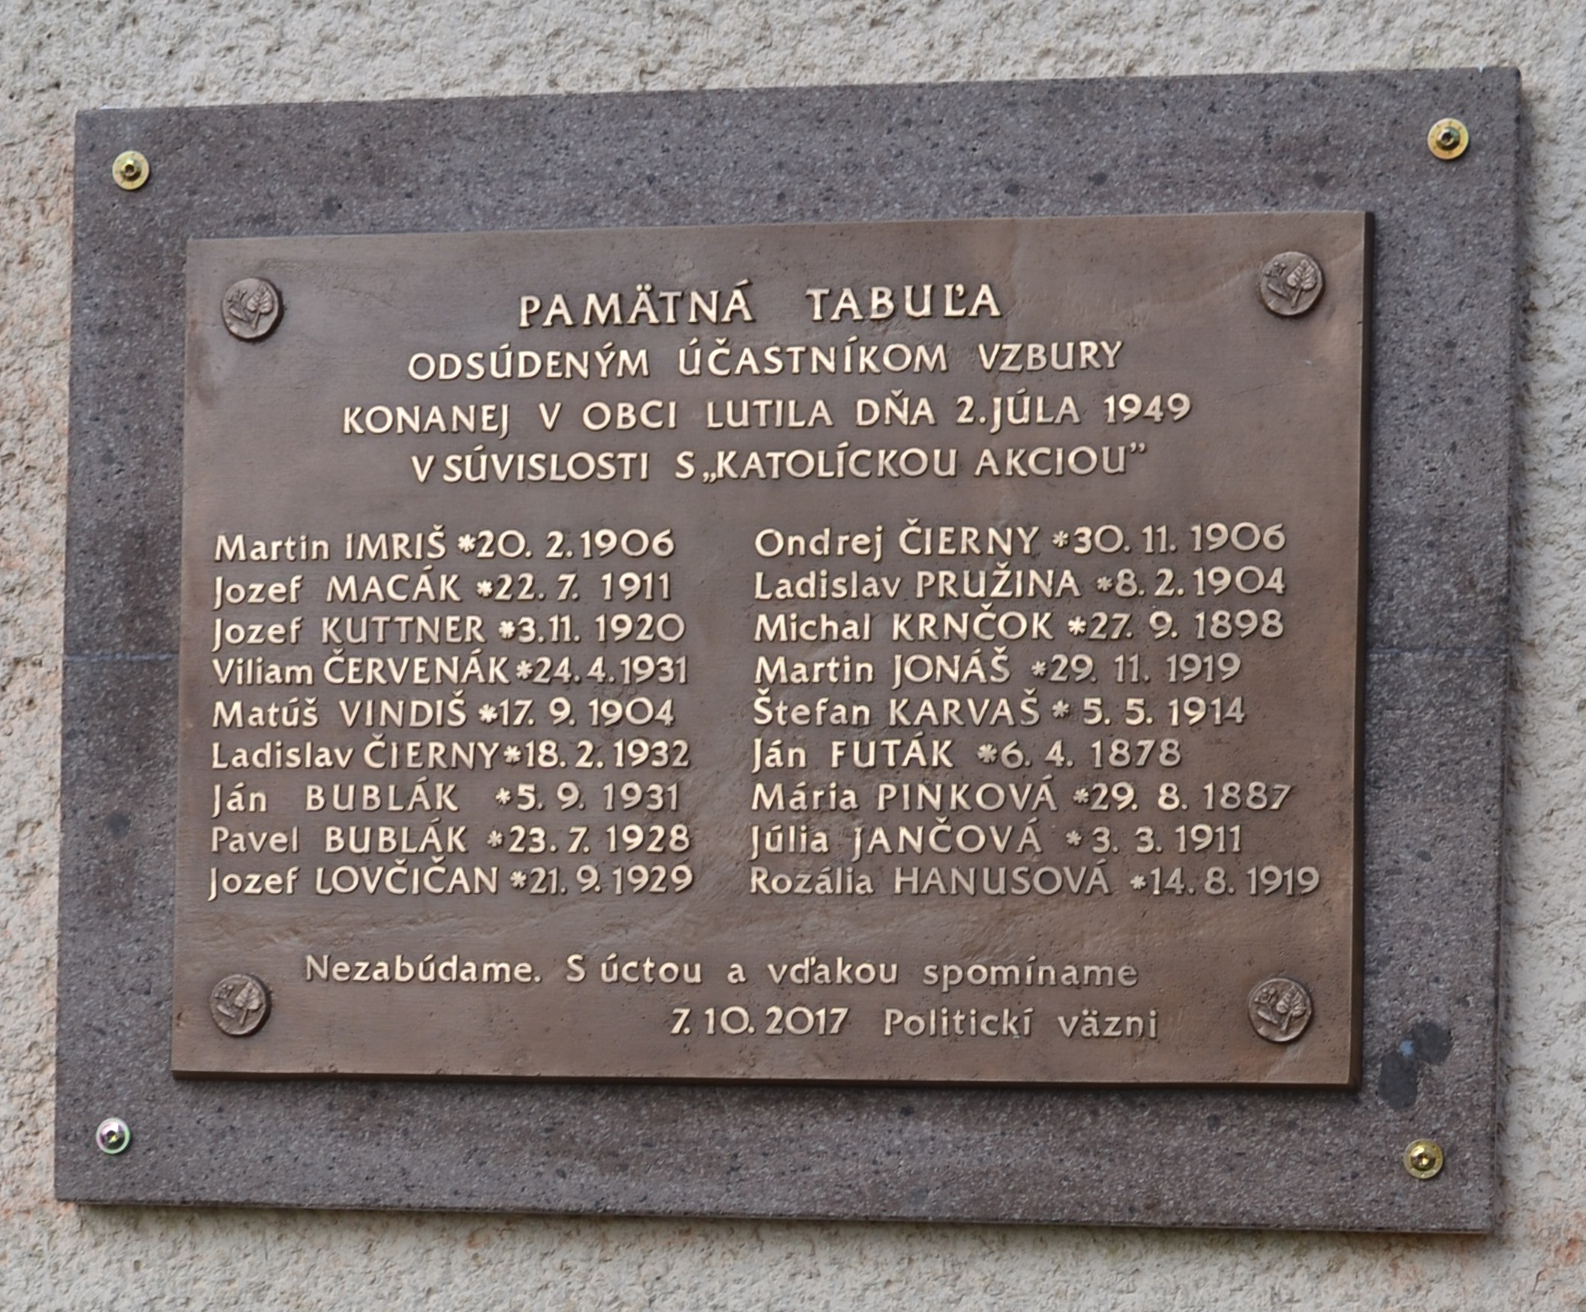 PAMÄTNÁ TABUĽA
ODSÚDENÝM ÚČASTNÍKOM VZBURY
KONANEJ V OBCI LUTILA DŇA 2.JÚLA 1949
V SÚVISLOSTI S „KATOLÍCKOU AKCIOU”
Martin IMRIŠ *20. 2. 1906
Jozef MACÁK *22. 7. 1911
Jozef KUTTNER *3.11. 1920
Viliam ČERVENÁK *24.4.1931
Matúš VINDIŠ *17. 9. 1904
Ladislav ČIERNY *18. 2. 1932
Ján BUBLÁK *5. 9. 1931
Pavel BUBLÁK *23. 7. 1928
Jozef LOVČIČAN *21. 9. 1929
Ondrej ČIERNY *30. 11. 1906
Ladislav PRUŽINA *8. 2. 1904
Michal KRNČOK *27. 9. 1898
Martin JONÁŠ *29. 11. 1919
Štefan KARVAŠ * 5. 5. 1914
Ján FUTÁK *6. 4. 1878
Mária PINKOVÁ *29. 8. 1887
Júlia JANČOVÁ *3. 3. 1911
Rozália HANUSOVÁ *14. 8. 1919
Nezabúdame. S úctou a vďakou spomíname
7. 10. 2017 Politickí väzni